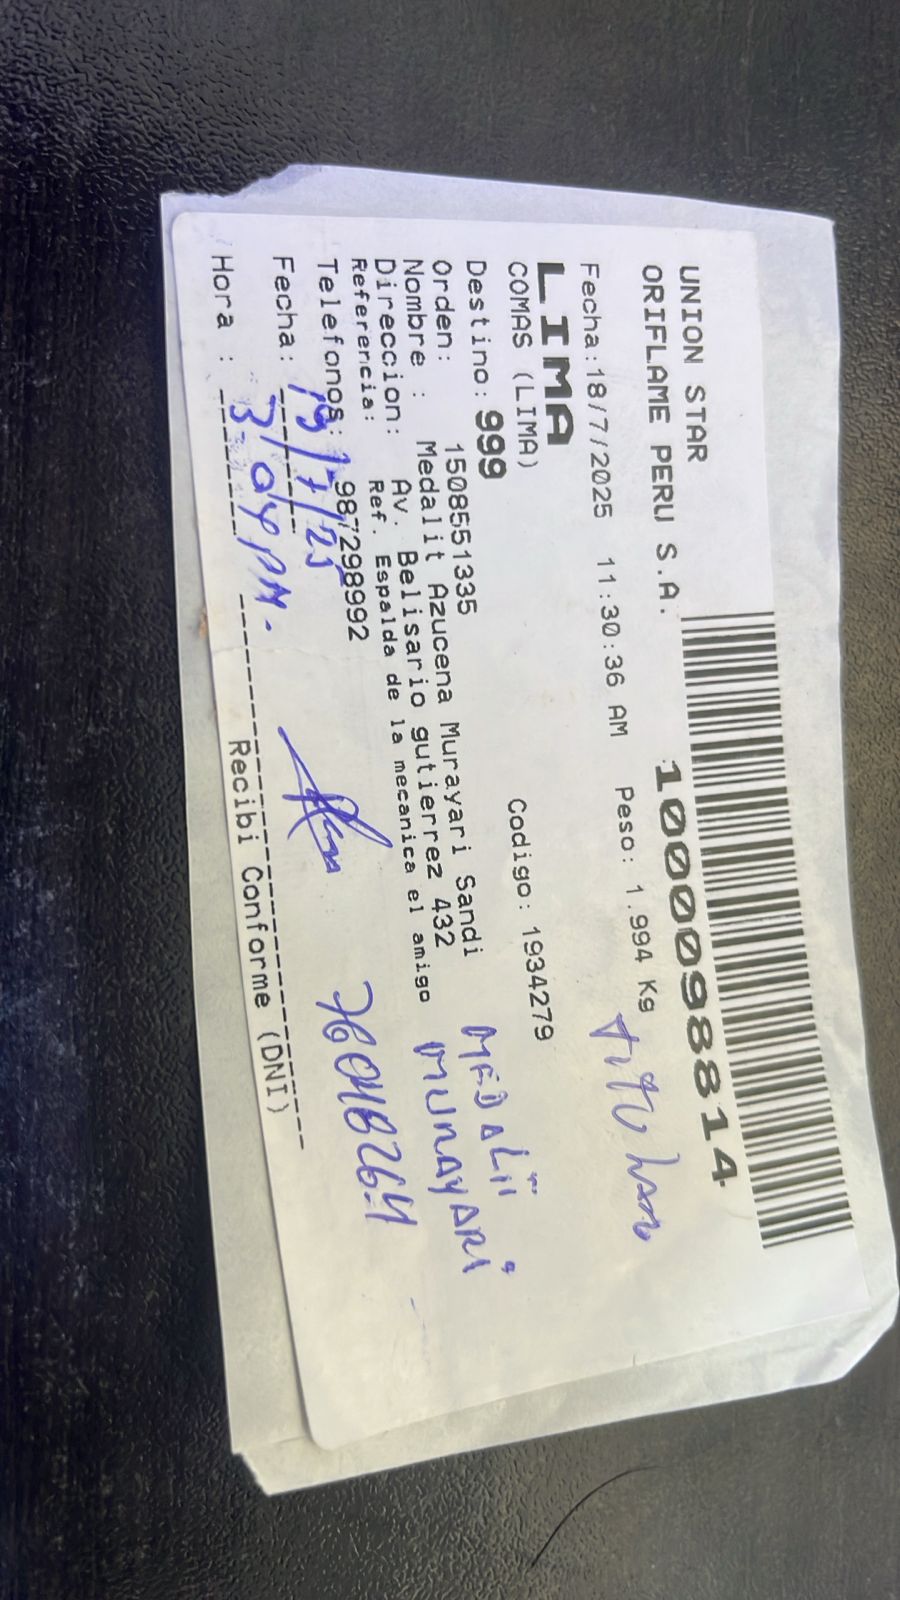 UNION STAR
ORIFLAME PERU S.A.
10000098814
Fecha:18/7/2025 11:30:36 AM Peso: 1.994 Kg
LIMA
COMAS (LIMA) Codigo: 1934279
Destino: 999
Orden: 1508551335
Nombre : Medalit Azucena Murayari Sandi
Direccion: Av. Belisario gutierrez 432
Referencia: Ref. Espalda de la mecanica el amigo
Telefonos: 987298992
MEDALIT
MURAYARI
Fecha: 19/7/25
Hora : 3:04 PM.
Recibi Conforme (DNI)